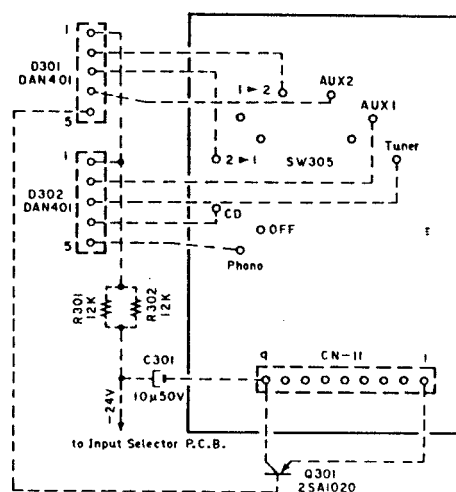 1
D301
DAN401
5
1 ► 2
AUX2
AUX1
Tuner
2 ► 1
SW305
1
D302
DAN401
5
CD
OFF
Phono
R301
12K
R302
12K
C301
10μ50V
9
CN-11
1
-24V
to Input Selector P.C.B.
Q301
2SA1020